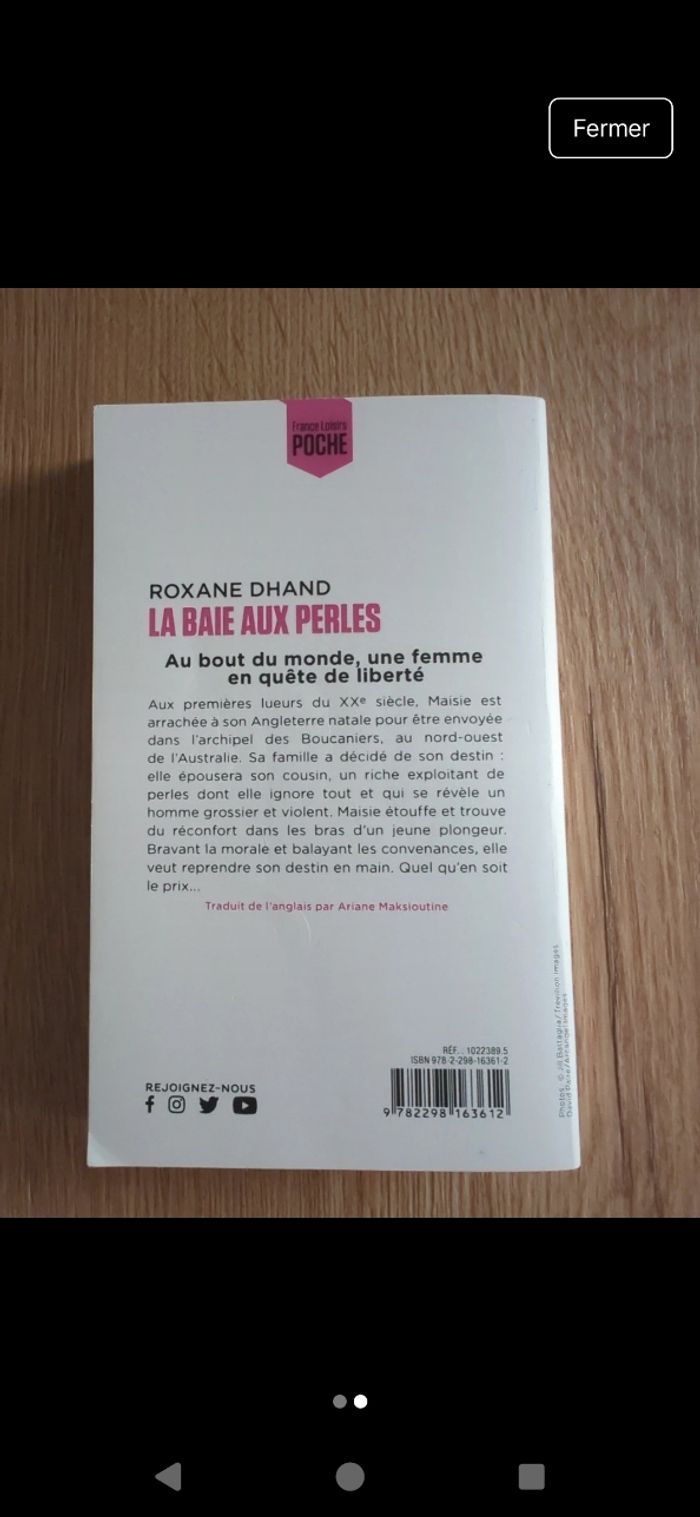 Fermer
France Loisirs
POCHE
ROXANE DHAND
LA BAIE AUX PERLES
Au bout du monde, une femme
en quête de liberté
Aux premières lueurs du XXe siècle, Maisie est
arrachée à son Angleterre natale pour être envoyée
dans l'archipel des Boucaniers, au nord-ouest
de l'Australie. Sa famille a décidé de son destin :
elle épousera son cousin, un riche exploitant de
perles dont elle ignore tout et qui se révèle un
homme grossier et violent. Maisie étouffe et trouve
du réconfort dans les bras d'un jeune plongeur.
Bravant la morale et balayant les convenances, elle
veut reprendre son destin en main. Quel qu'en soit
le prix...
Traduit de l'anglais par Ariane Maksioutine
RÉF. : 1022389.5
ISBN 978-2-298-16361-2
9 782298 163612
REJOIGNEZ-NOUS
Photos : © Jill Battaglia/Trevillion Images